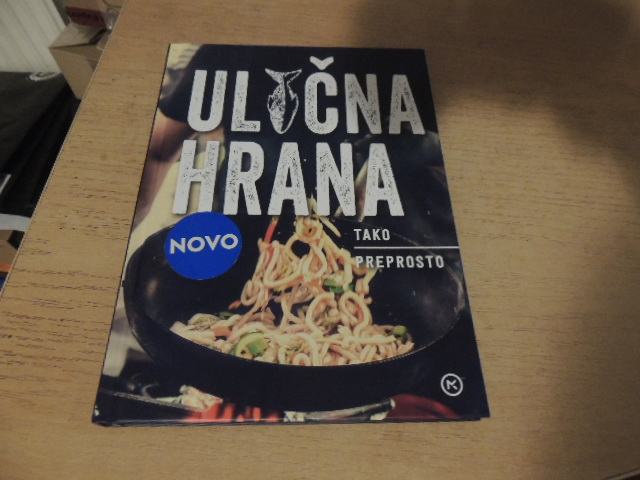 ULIČNA
HRANA
NOVO
TAKO
PREPROSTO